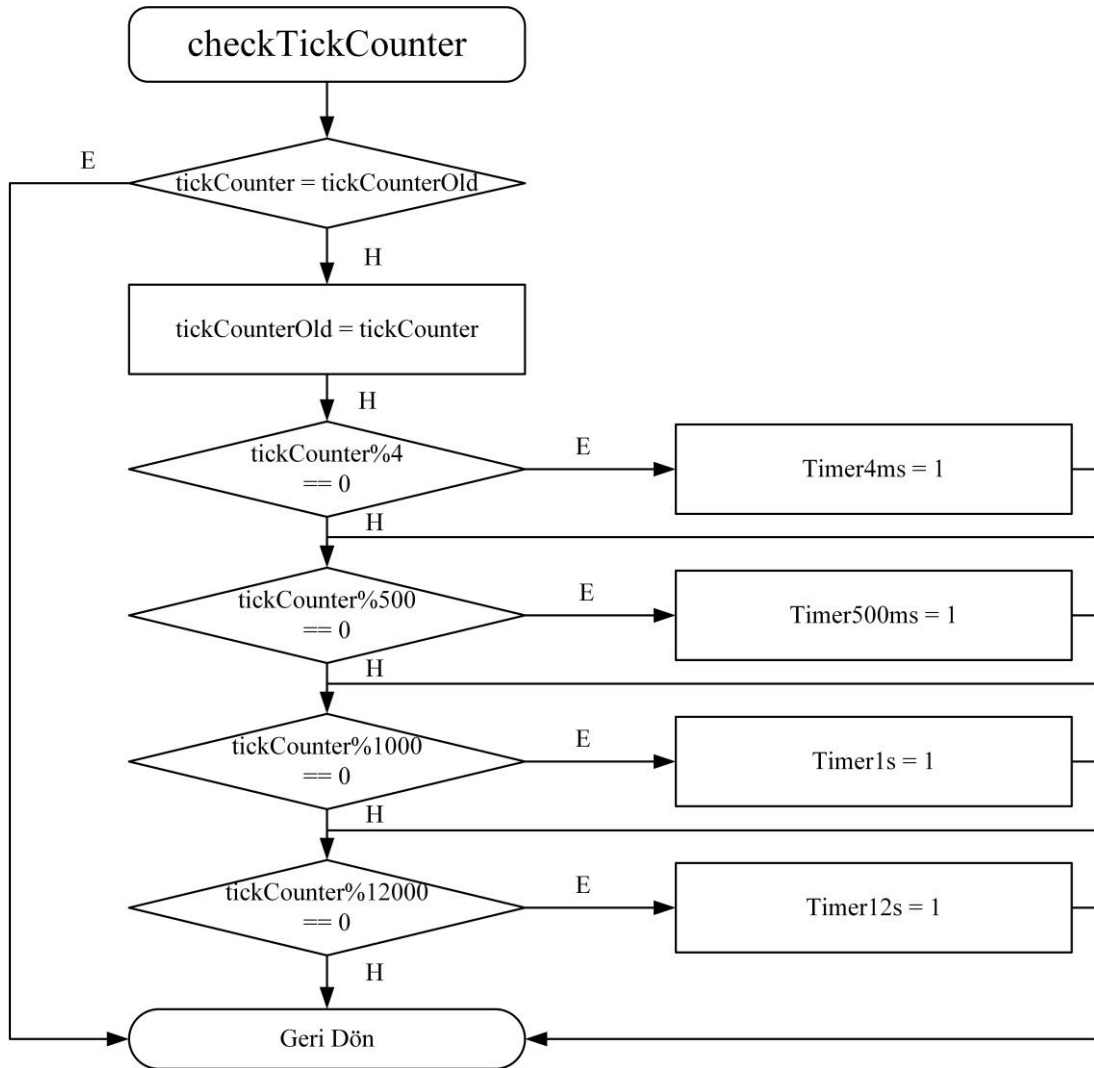 checkTickCounter
E
tickCounter = tickCounterOld
H
tickCounterOld = tickCounter
H
tickCounter%4
== 0
E
Timer4ms = 1
H
tickCounter%500
== 0
E
Timer500ms = 1
H
tickCounter%1000
== 0
E
Timer1s = 1
H
tickCounter%12000
== 0
E
Timer12s = 1
H
Geri Dön